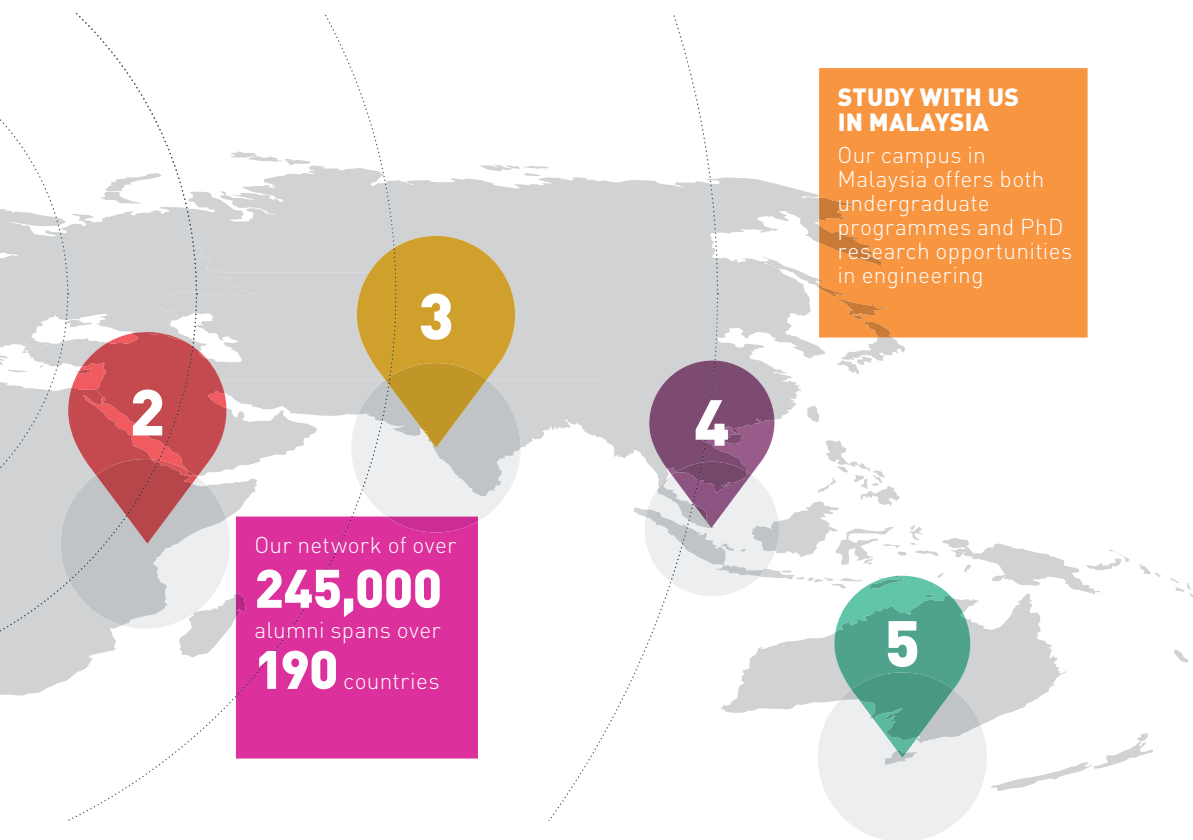 STUDY WITH US
IN MALAYSIA
Our campus in
Malaysia offers both
undergraduate
programmes and PhD
research opportunities
in engineering
3
2
4
Our network of over
245,000
alumni spans over
190 countries
5